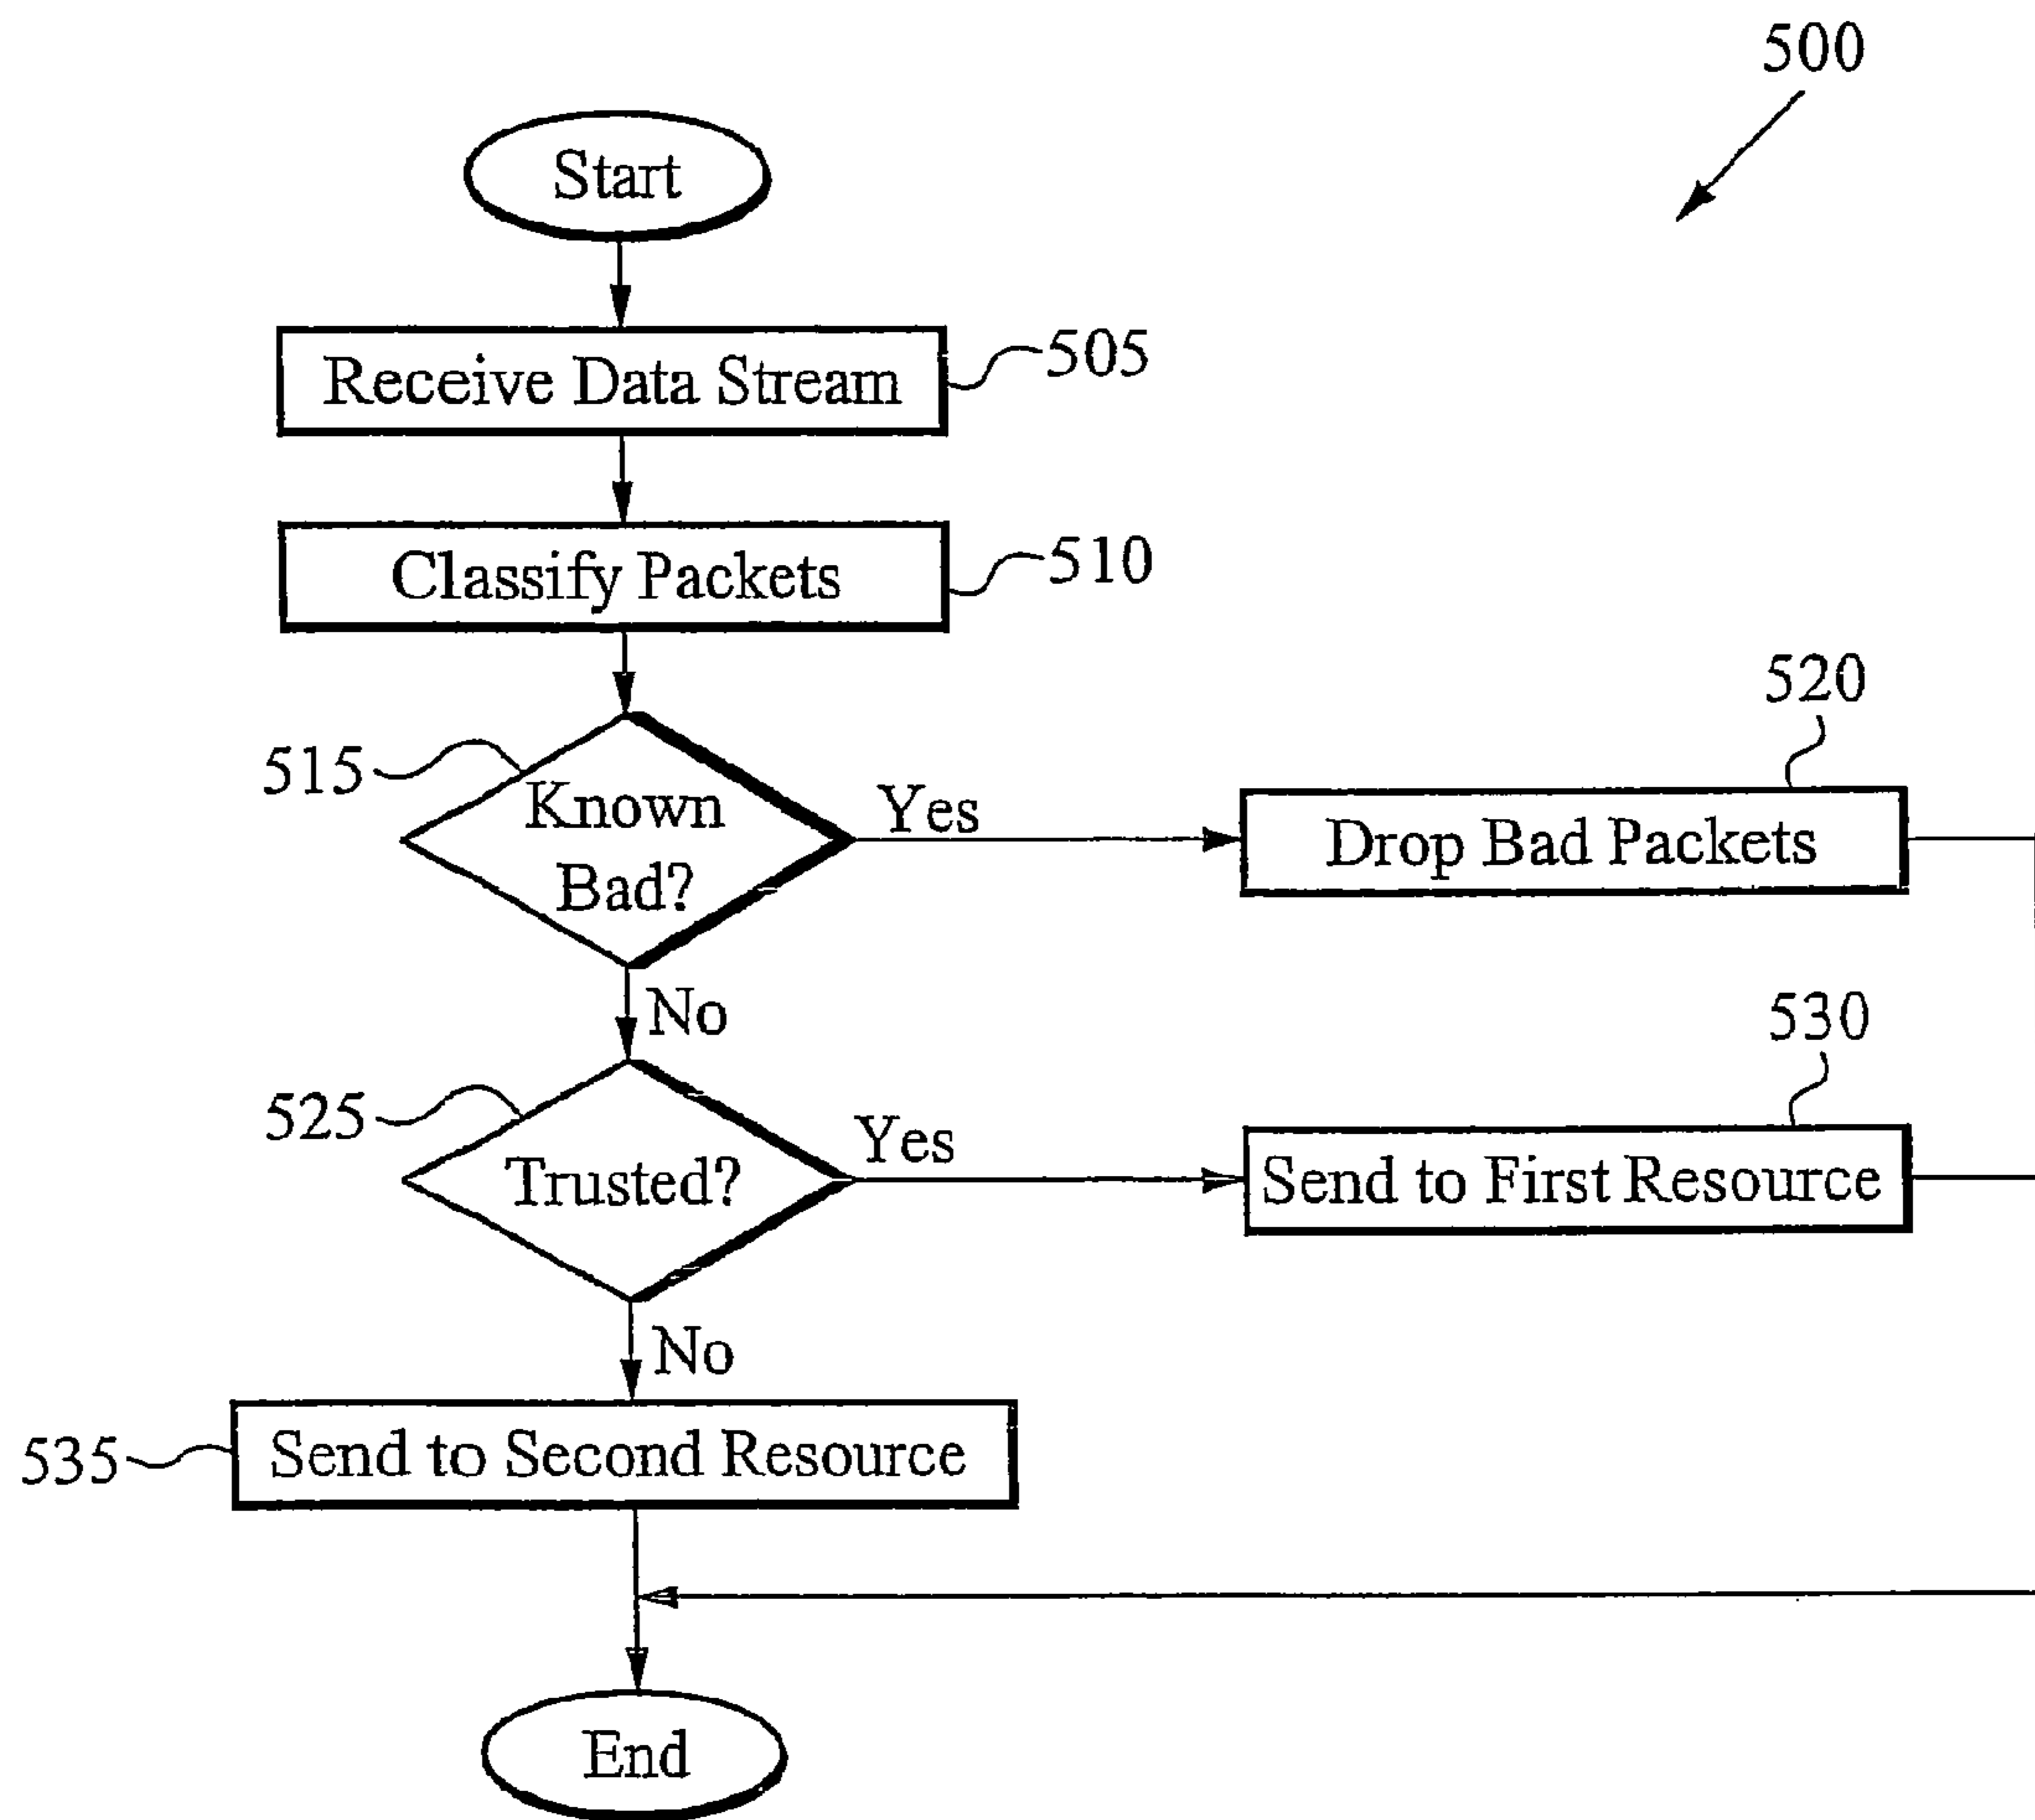 500
Start
Receive Data Stream
505
Classify Packets
510
515
Known
Bad?
Yes
520
Drop Bad Packets
No
525
Trusted?
Yes
530
Send to First Resource
No
535
Send to Second Resource
End